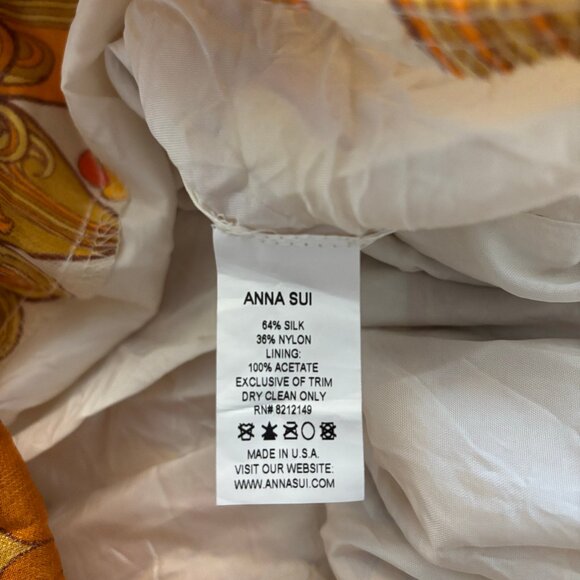 ANNA SUI
64% SILK
36% NYLON
LINING:
100% ACETATE
EXCLUSIVE OF TRIM
DRY CLEAN ONLY
RN# 8212149
MADE IN U.S.A.
VISIT OUR WEBSITE:
WWW.ANNASUI.COM